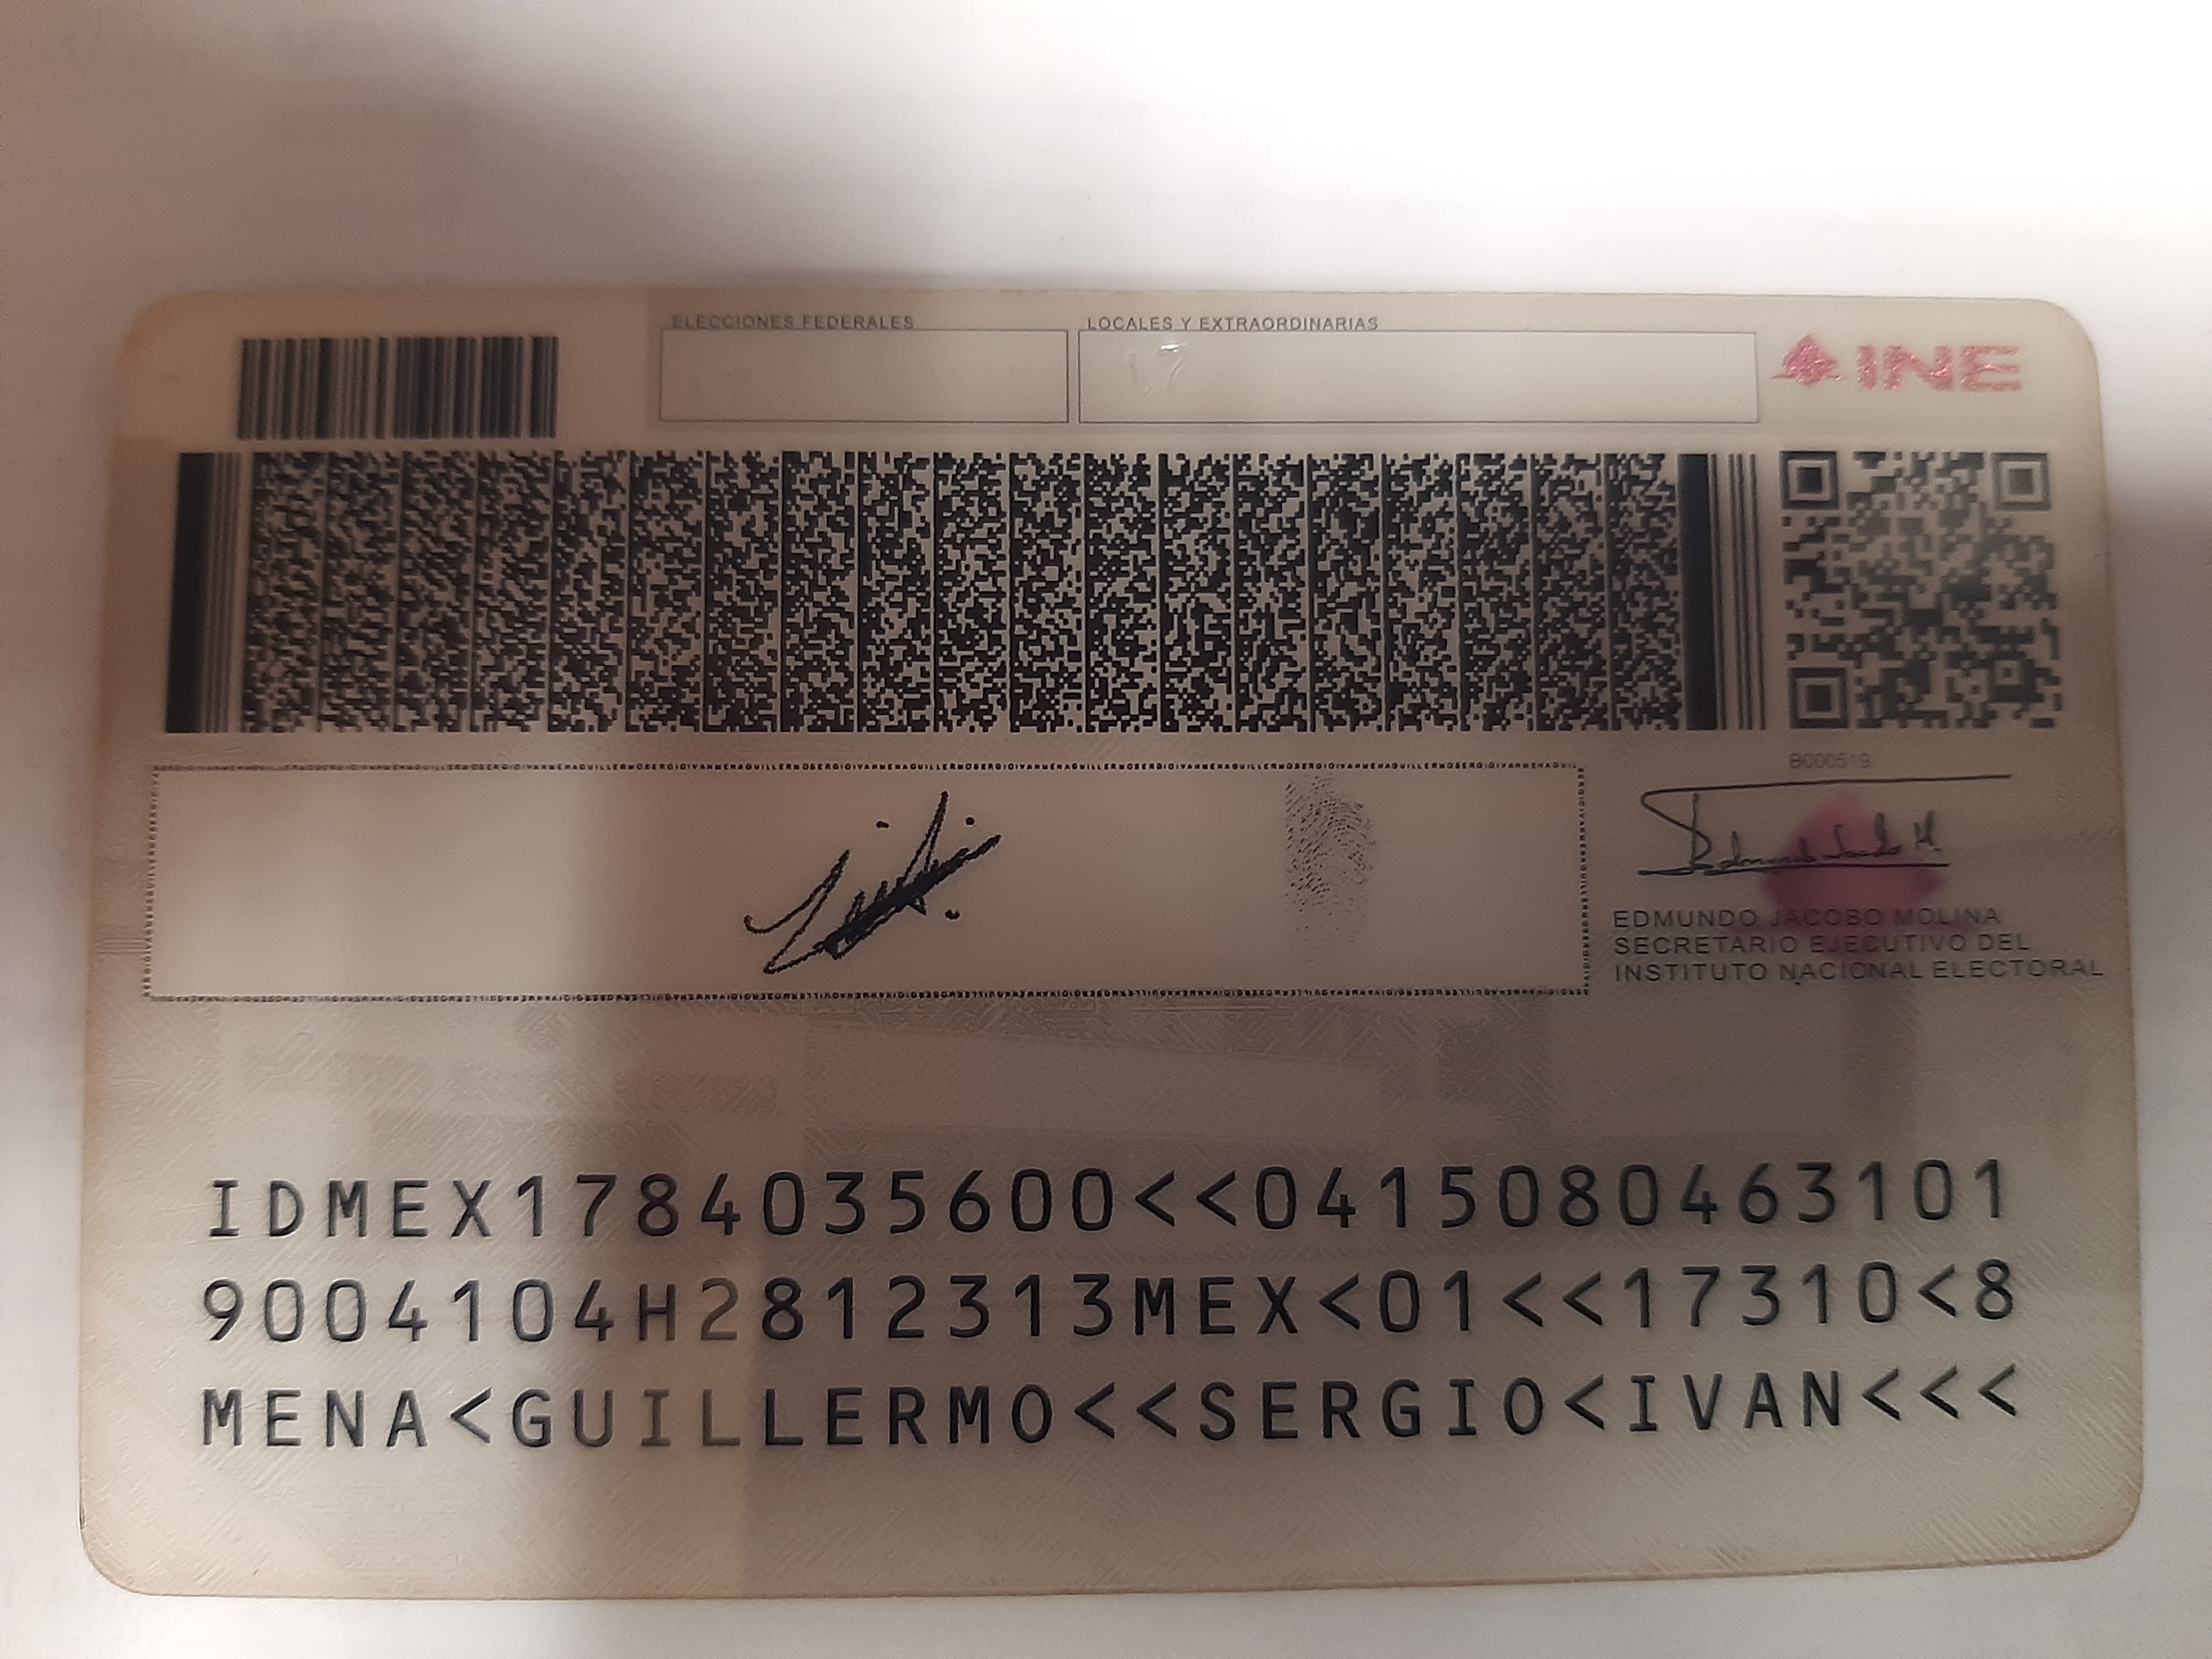 ELECCIONES FEDERALES
LOCALES Y EXTRAORDINARIAS
17
INE
B000519
EDMUNDO JACOBO MOLINA
SECRETARIO EJECUTIVO DEL
INSTITUTO NACIONAL ELECTORAL
IDMEX1784035600<<0415080463101
9004104H2812313MEX<01<<17310<8
MENA<GUILLERMO<<SERGIO<IVAN<<<